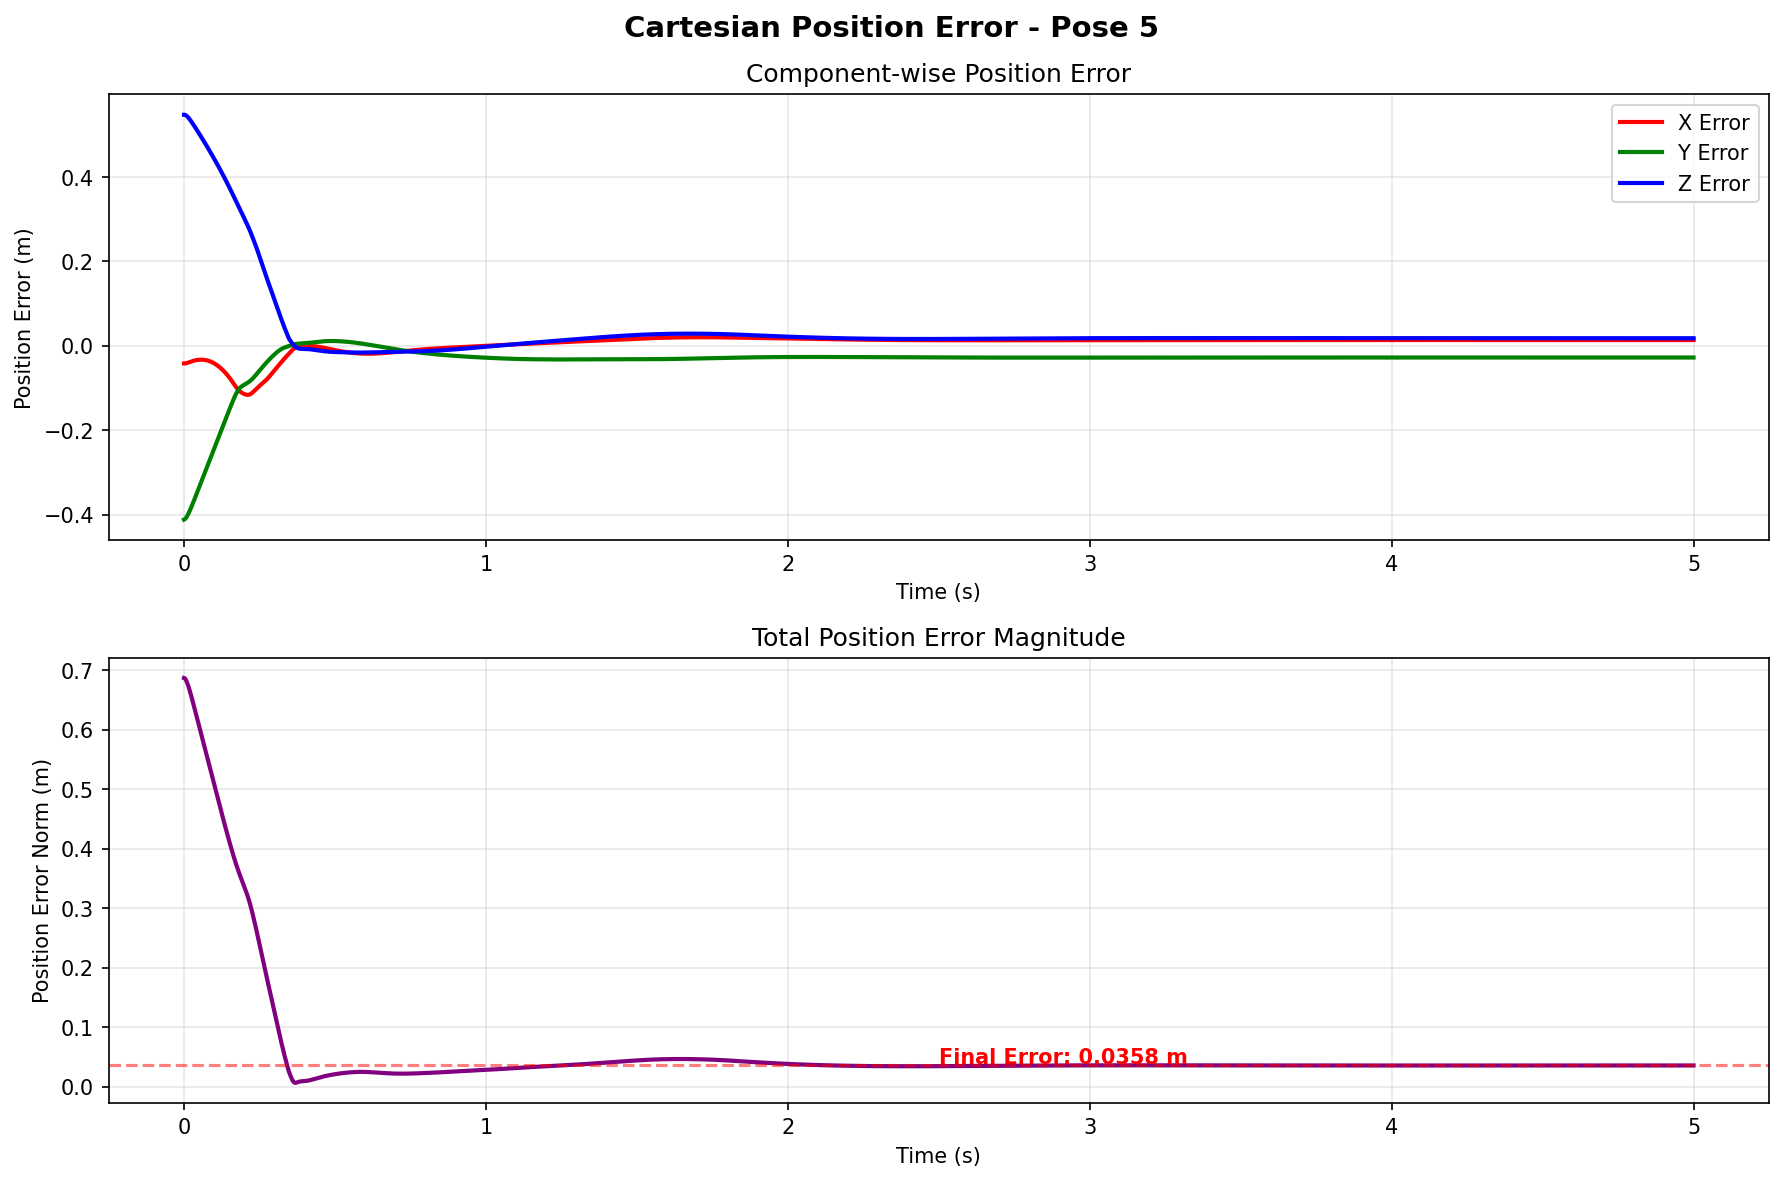 Cartesian Position Error - Pose 5
Component-wise Position Error
X Error
Y Error
Z Error
Position Error (m)
0.4
0.2
0.0
−0.2
−0.4
0 1 2 3 4 5
Time (s)
Total Position Error Magnitude
Position Error Norm (m)
0.7
0.6
0.5
0.4
0.3
0.2
0.1
0.0
Final Error: 0.0358 m
0 1 2 3 4 5
Time (s)